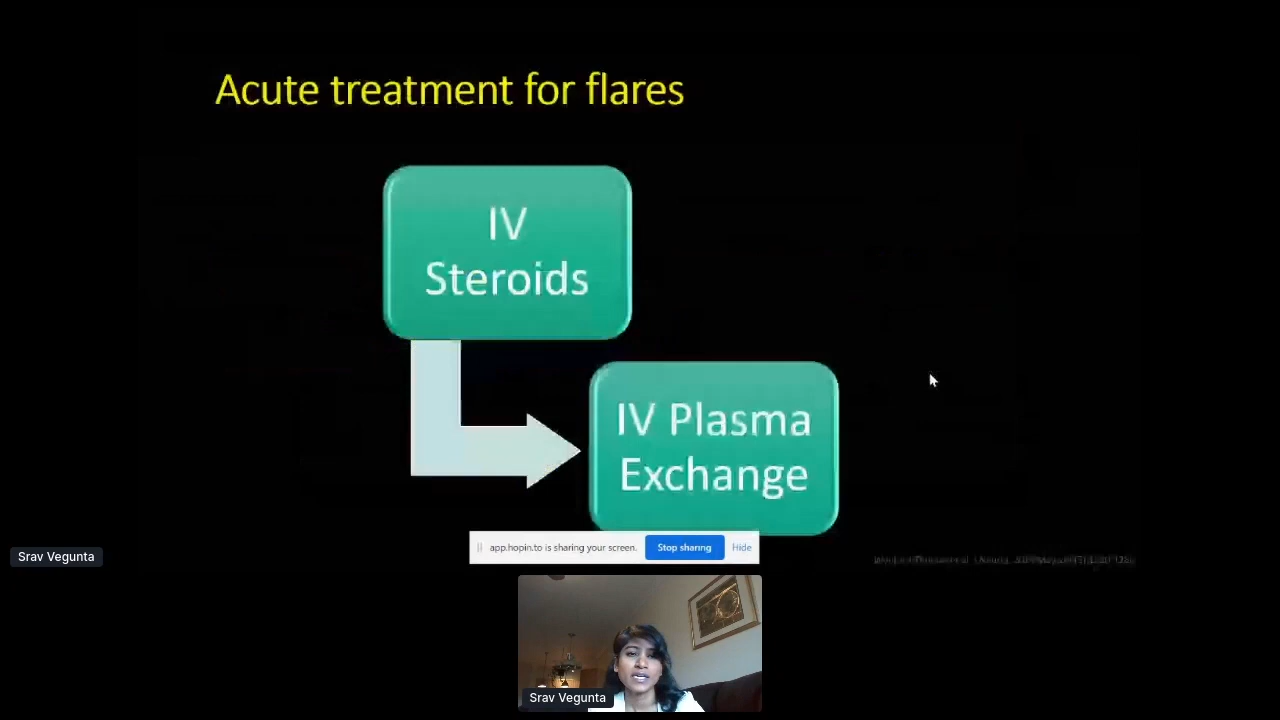 Acute treatment for flares
IV
Steroids
IV Plasma
Exchange
app.hopin.to is sharing your screen.
Stop sharing
Hide
Srav Vegunta
Srav Vegunta